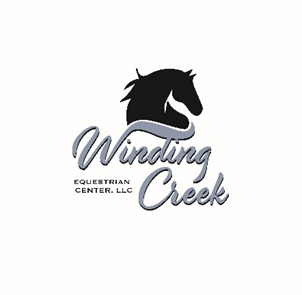 Winding
Creek
EQUESTRIAN
CENTER, LLC